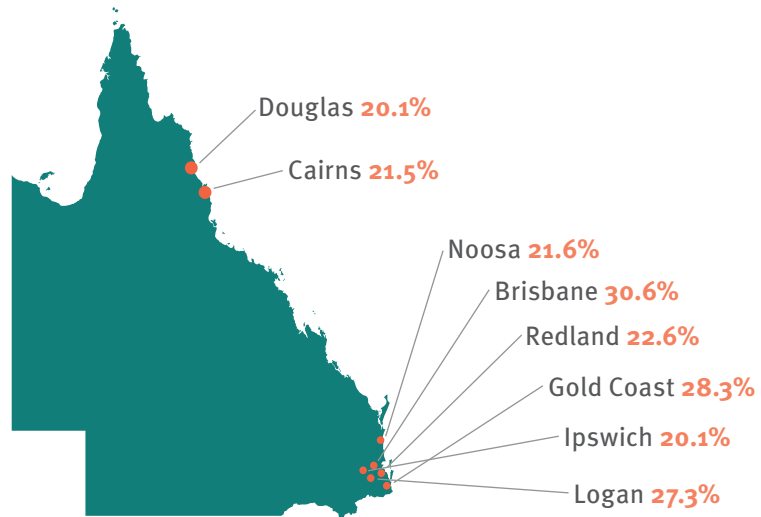 Douglas 20.1%
Cairns 21.5%
Noosa 21.6%
Brisbane 30.6%
Redland 22.6%
Gold Coast 28.3%
Ipswich 20.1%
Logan 27.3%